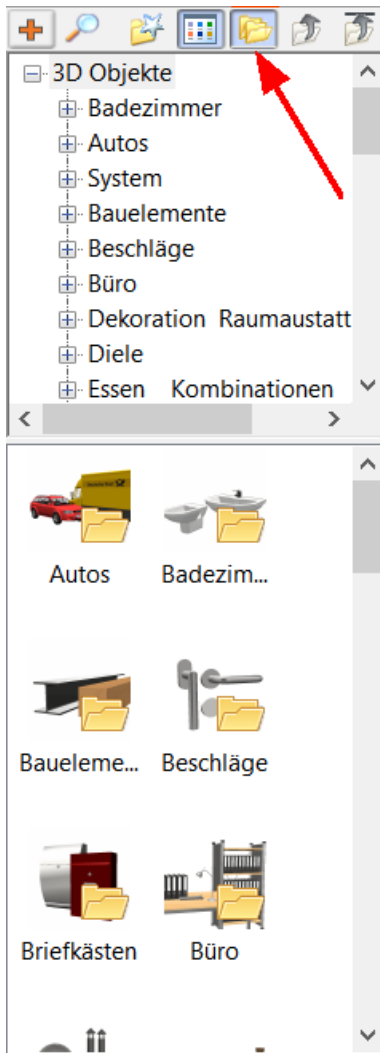 3D Objekte
Badezimmer
Autos
System
Bauelemente
Beschläge
Büro
Dekoration Raumaustatt
Diele
Essen Kombinationen
Autos Badezim...
Baueleme... Beschläge
Briefkästen Büro